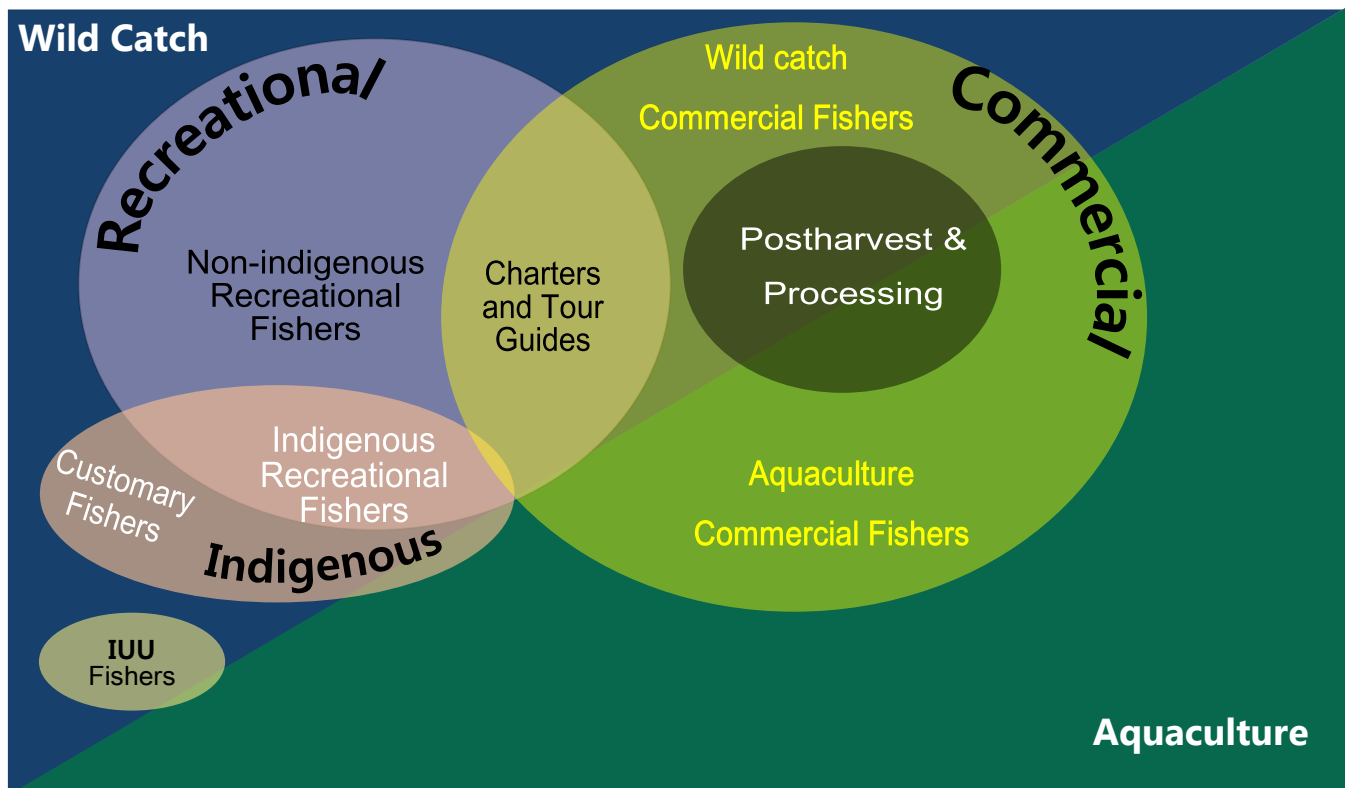 Wild Catch
Recreational
Wild catch
Commercial Fishers
Commercial
Non-indigenous
Recreational
Fishers
Charters
and Tour
Guides
Postharvest &
Processing
Customary
Fishers
Indigenous
Recreational
Fishers
Indigenous
Aquaculture
Commercial Fishers
IUU
Fishers
Aquaculture